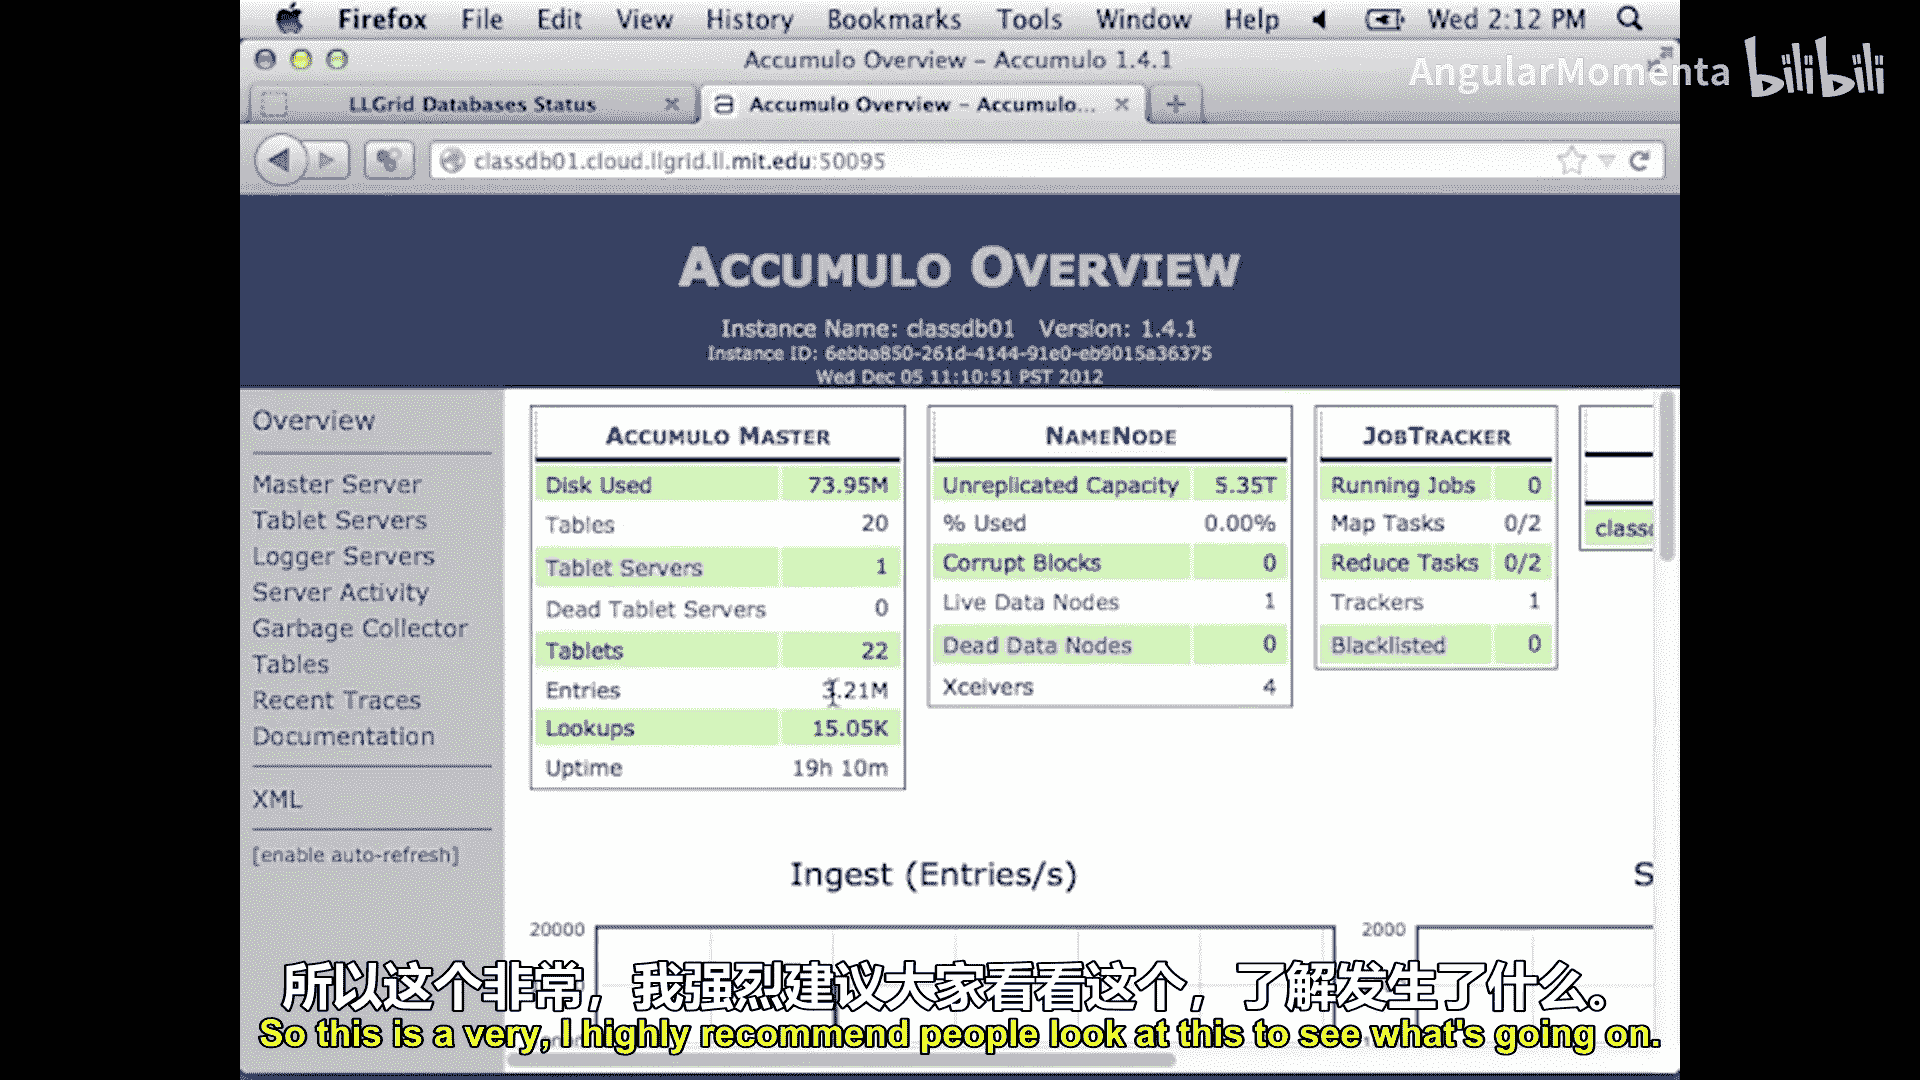 Firefox File Edit View History Bookmarks Tools Window Help Wed 2:12 PM
Accumulo Overview – Accumulo 1.4.1
AngularMomenta bilibili
LLGrid Databases Status
Accumulo Overview – Accumulo...
classdb01.cloud.llgrid.ll.mit.edu:50095
Accumulo Overview
Instance Name: classdb01 Version: 1.4.1
Instance ID: 6ebba850-261d-4144-91e0-eb9015a36375
Wed Dec 05 11:10:51 PST 2012
Overview
Master Server
Tablet Servers
Logger Servers
Server Activity
Garbage Collector
Tables
Recent Traces
Documentation
XML
[enable auto-refresh]
Accumulo Master
Disk Used 73.95M
Tables 20
Tablet Servers 1
Dead Tablet Servers 0
Tablets 22
Entries 3.21M
Lookups 15.05K
Uptime 19h 10m
NameNode
Unreplicated Capacity 5.35T
% Used 0.00%
Corrupt Blocks 0
Live Data Nodes 1
Dead Data Nodes 0
Xceivers 4
JobTracker
Running Jobs 0
Map Tasks 0/2
Reduce Tasks 0/2
Trackers 1
Blacklisted 0
Ingest (Entries/s)
20000
2000
所以这个非常，我强烈建议大家看看这个，了解发生了什么。
So this is a very, I highly recommend people look at this to see what's going on.